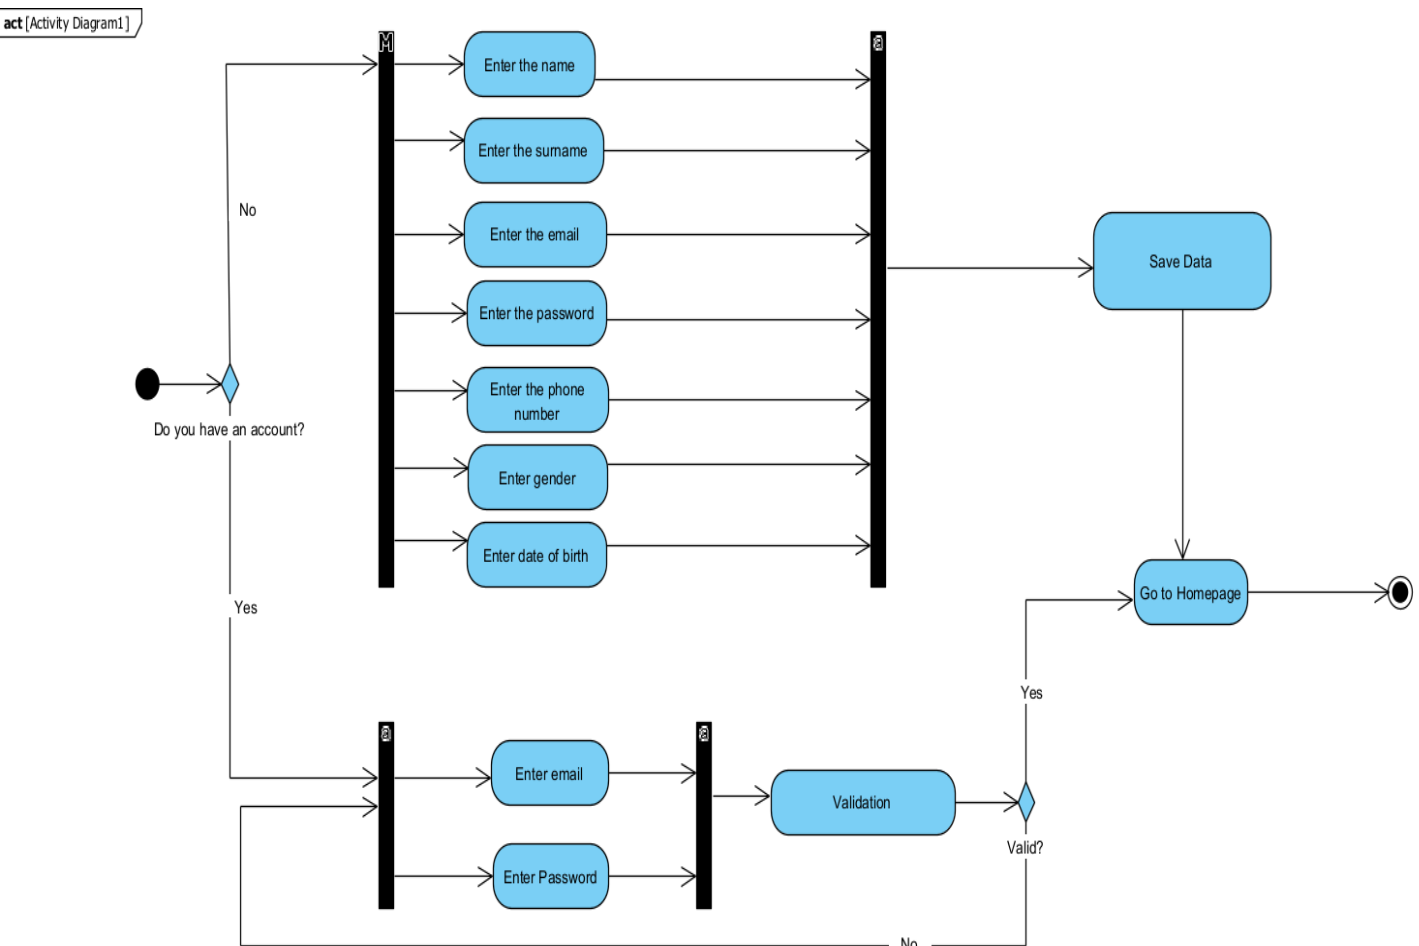 act [Activity Diagram1]
M
Enter the name
Enter the surname
No
Enter the email
Save Data
Enter the password
Enter the phone
number
Do you have an account?
Enter gender
Enter date of birth
Go to Homepage
Yes
Yes
Enter email
Validation
Valid?
Enter Password
No